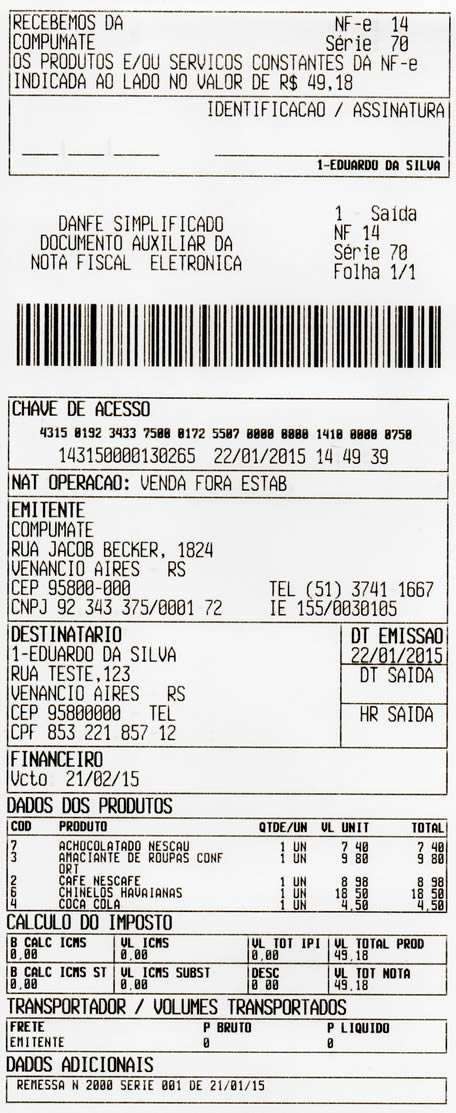 RECEBEMOS DA NF-e 14
COMPUMATE Série 70
OS PRODUTOS E/OU SERVICOS CONSTANTES DA NF-e
INDICADA AO LADO NO VALOR DE R$ 49,18
IDENTIFICACAO / ASSINATURA
1-EDUARDO DA SILVA
DANFE SIMPLIFICADO
DOCUMENTO AUXILIAR DA
NOTA FISCAL ELETRONICA
1 - Saída
NF 14
Série 70
Folha 1/1
CHAVE DE ACESSO
4315 0192 3433 7500 0172 5507 0000 0000 1410 0000 0750
143150000130265 22/01/2015 14 49 39
NAT OPERACAO: VENDA FORA ESTAB
EMITENTE
COMPUMATE
RUA JACOB BECKER, 1824
VENANCIO AIRES RS
CEP 95800-000 TEL (51) 3741 1667
CNPJ 92 343 375/0001 72 IE 155/0030105
DESTINATARIO DT EMISSAO
1-EDUARDO DA SILVA 22/01/2015
RUA TESTE,123 DT SAIDA
VENANCIO AIRES RS
CEP 95800000 TEL HR SAIDA
CPF 853 221 857 12
FINANCEIRO
Vcto 21/02/15
DADOS DOS PRODUTOS
COD PRODUTO QTDE/UN VL UNIT TOTAL
7 ACHOCOLATADO NESCAU 1 UN 7 40 7 40
3 AMACIANTE DE ROUPAS CONF 1 UN 9 80 9 80
ORT
2 CAFE NESCAFE 1 UN 8 98 8 98
6 CHINELOS HAVAIANAS 1 UN 18 50 18 50
4 COCA COLA 1 UN 4,50 4,50
CALCULO DO IMPOSTO
B CALC ICMS VL ICMS VL TOT IPI VL TOTAL PROD
0,00 0,00 0,00 49,18
B CALC ICMS ST VL ICMS SUBST DESC VL TOT NOTA
0,00 0,00 0 00 49,18
TRANSPORTADOR / VOLUMES TRANSPORTADOS
FRETE P BRUTO P LIQUIDO
EMITENTE 0 0
DADOS ADICIONAIS
REMESSA N 2000 SERIE 001 DE 21/01/15